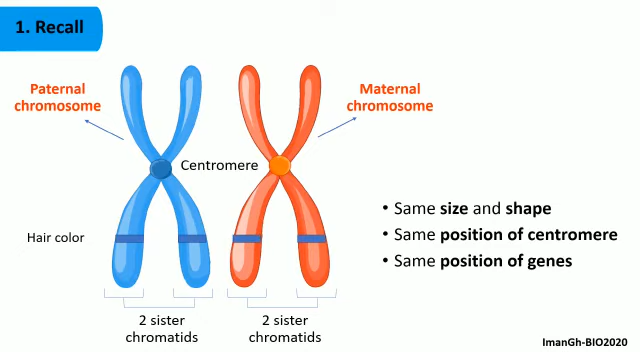 1. Recall
Paternal
chromosome
Maternal
chromosome
Centromere
Hair color
• Same size and shape
• Same position of centromere
• Same position of genes
2 sister
chromatids
2 sister
chromatids
ImanGh-BIO2020